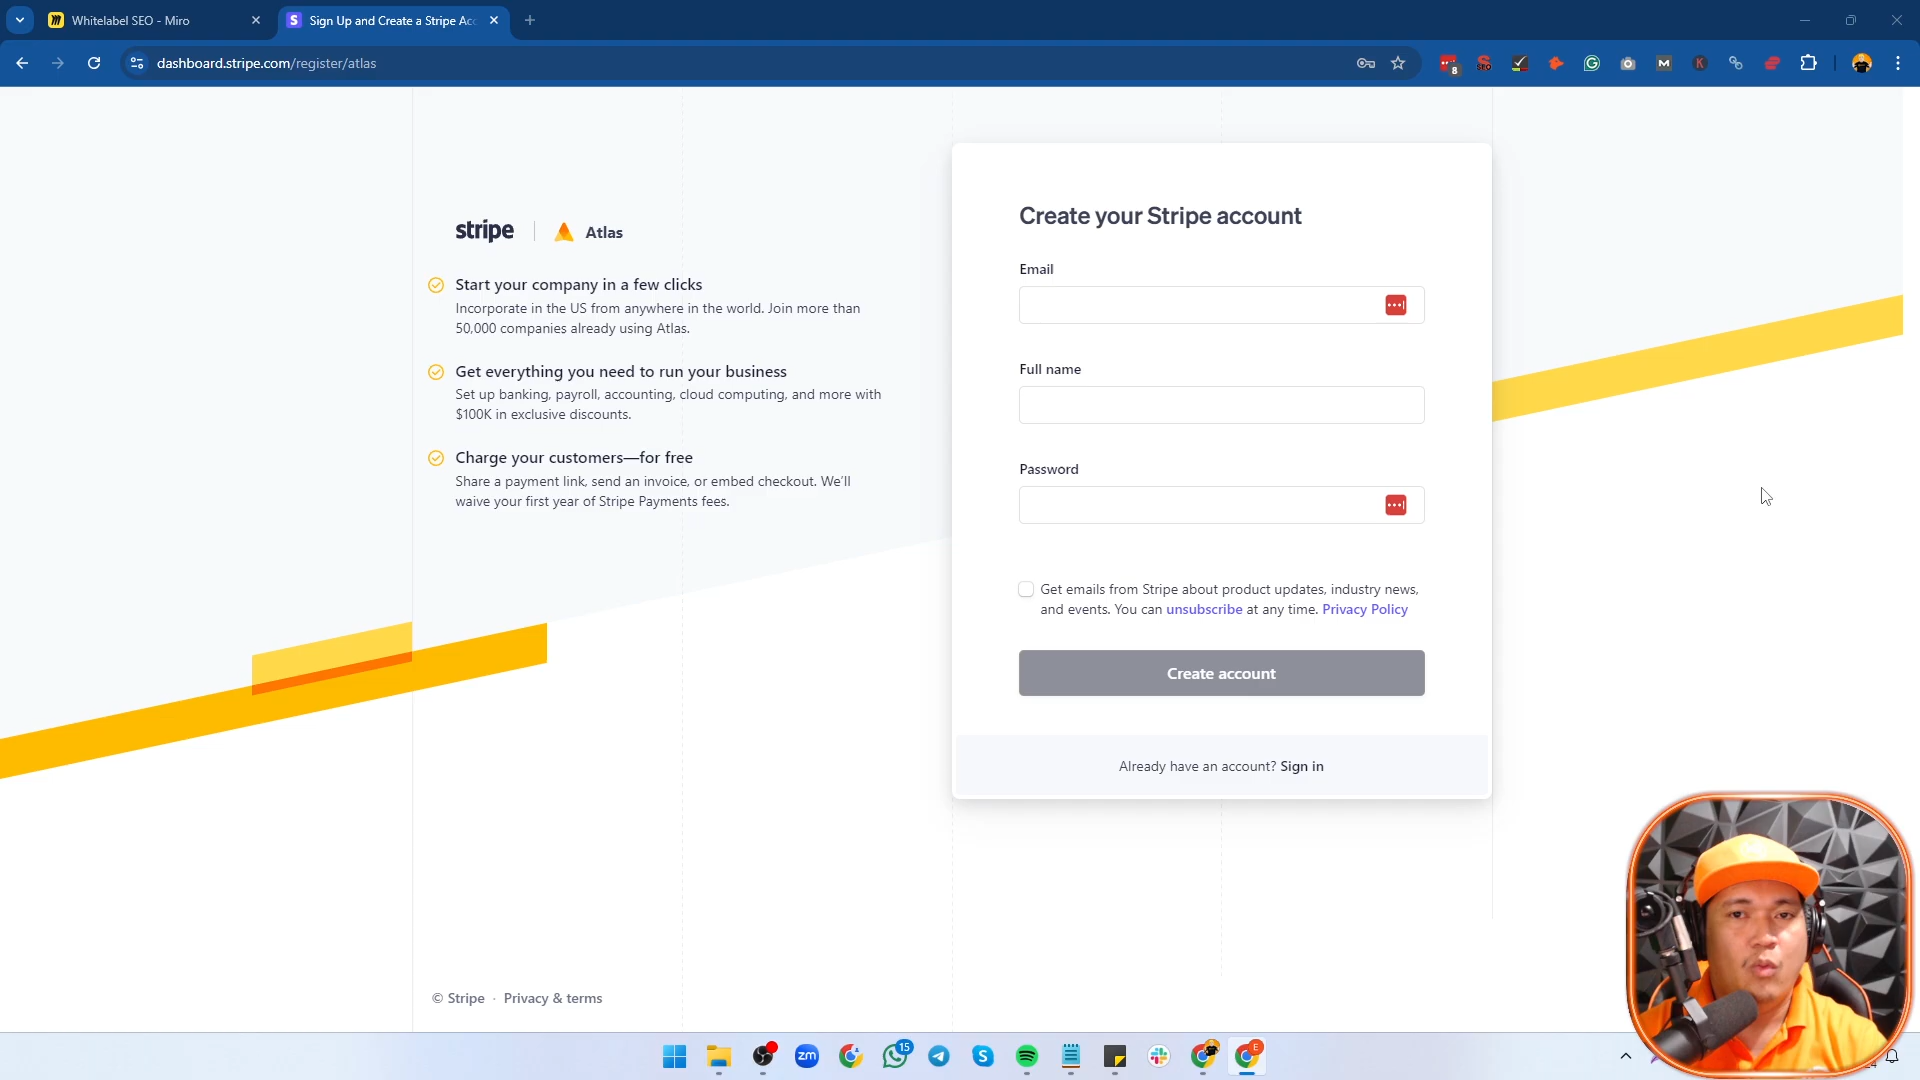 Whitelabel SEO - Miro
Sign Up and Create a Stripe Acc
dashboard.stripe.com/register/atlas
8
SEO
M
K
stripe | Atlas
Start your company in a few clicks
Incorporate in the US from anywhere in the world. Join more than
50,000 companies already using Atlas.
Get everything you need to run your business
Set up banking, payroll, accounting, cloud computing, and more with
$100K in exclusive discounts.
Charge your customers—for free
Share a payment link, send an invoice, or embed checkout. We'll
waive your first year of Stripe Payments fees.
Create your Stripe account
Email
Full name
Password
Get emails from Stripe about product updates, industry news,
and events. You can unsubscribe at any time. Privacy Policy
Create account
Already have an account? Sign in
© Stripe · Privacy & terms
zm
15
S
E